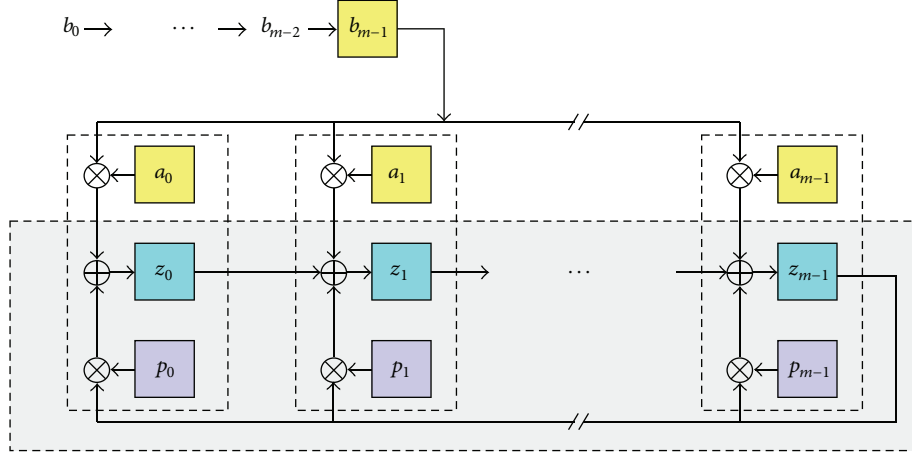 b₀ ⋯ bₘ₋₂ bₘ₋₁
a₀ a₁ aₘ₋₁
z₀ z₁ ⋯ zₘ₋₁
p₀ p₁ pₘ₋₁